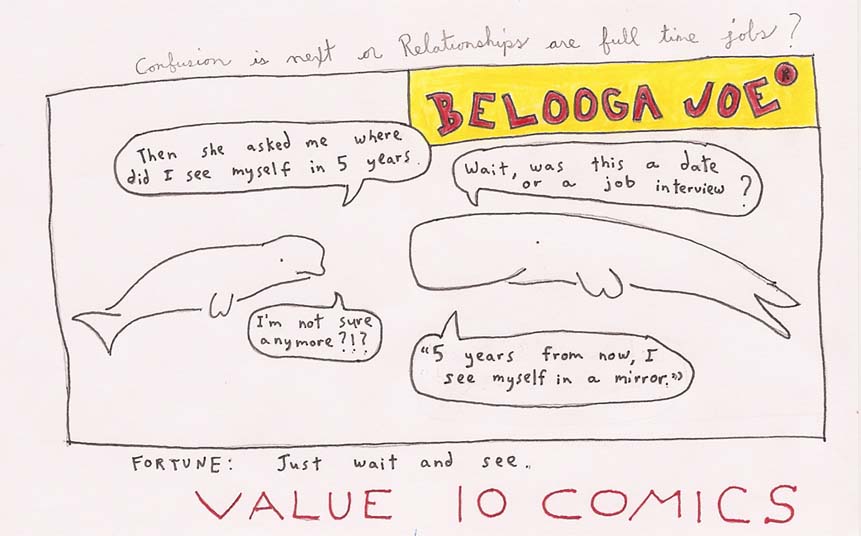 Confusion is next or Relationships are full time jobs?
BELOOGA JOE®
Then she asked me where
did I see myself in 5 years.
Wait, was this a date
or a job interview?
I'm not sure
anymore?!?
"5 years from now, I
see myself in a mirror."
FORTUNE: Just wait and see.
VALUE 10 COMICS